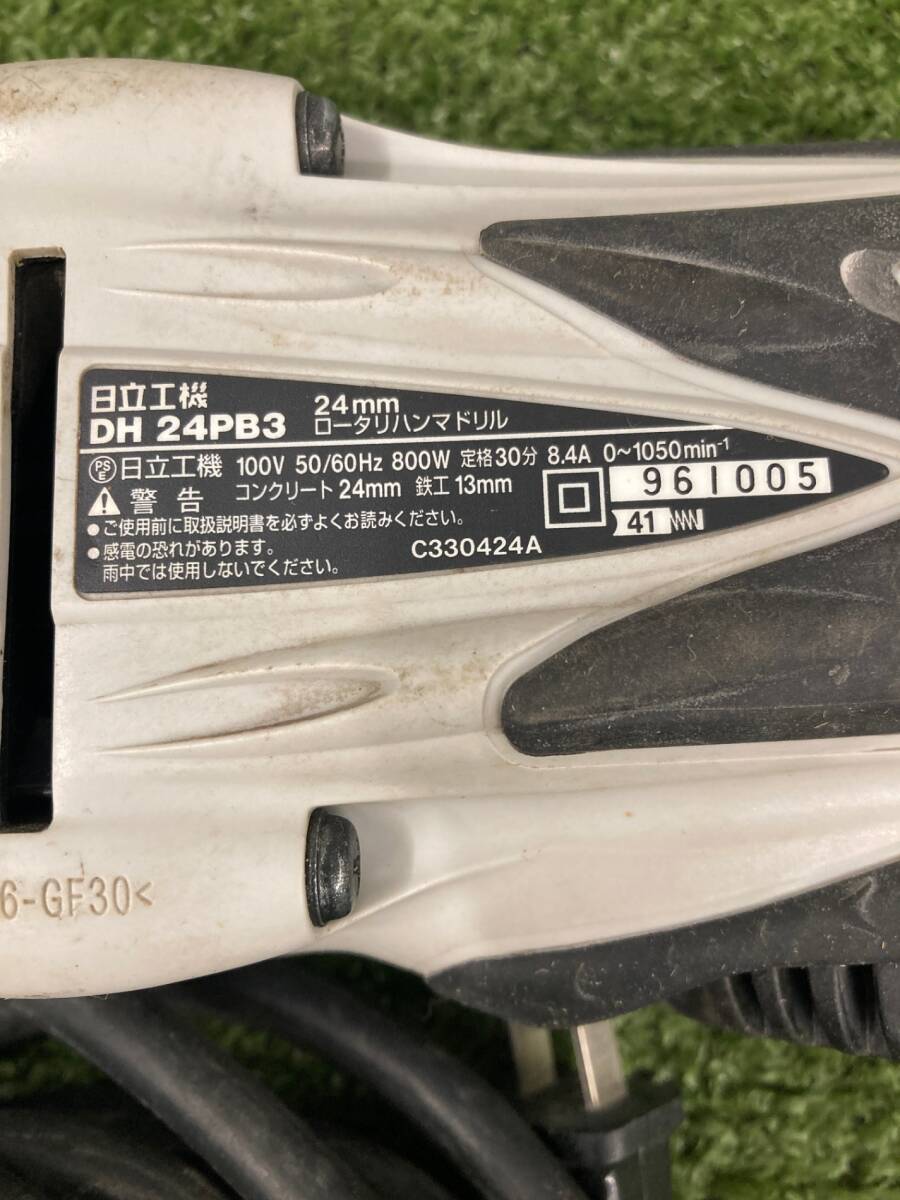 日立工機
DH 24PB3
24mm
ロータリハンマドリル
PS
E
日立工機 100V 50/60Hz 800W 定格30分 8.4A 0~1050min-1
コンクリート24mm 鉄工13mm
961005
警告
41
●ご使用前に取扱説明書を必ずよくお読みください。
●感電の恐れがあります。
雨中では使用しないでください。
C330424A
6-GF30<